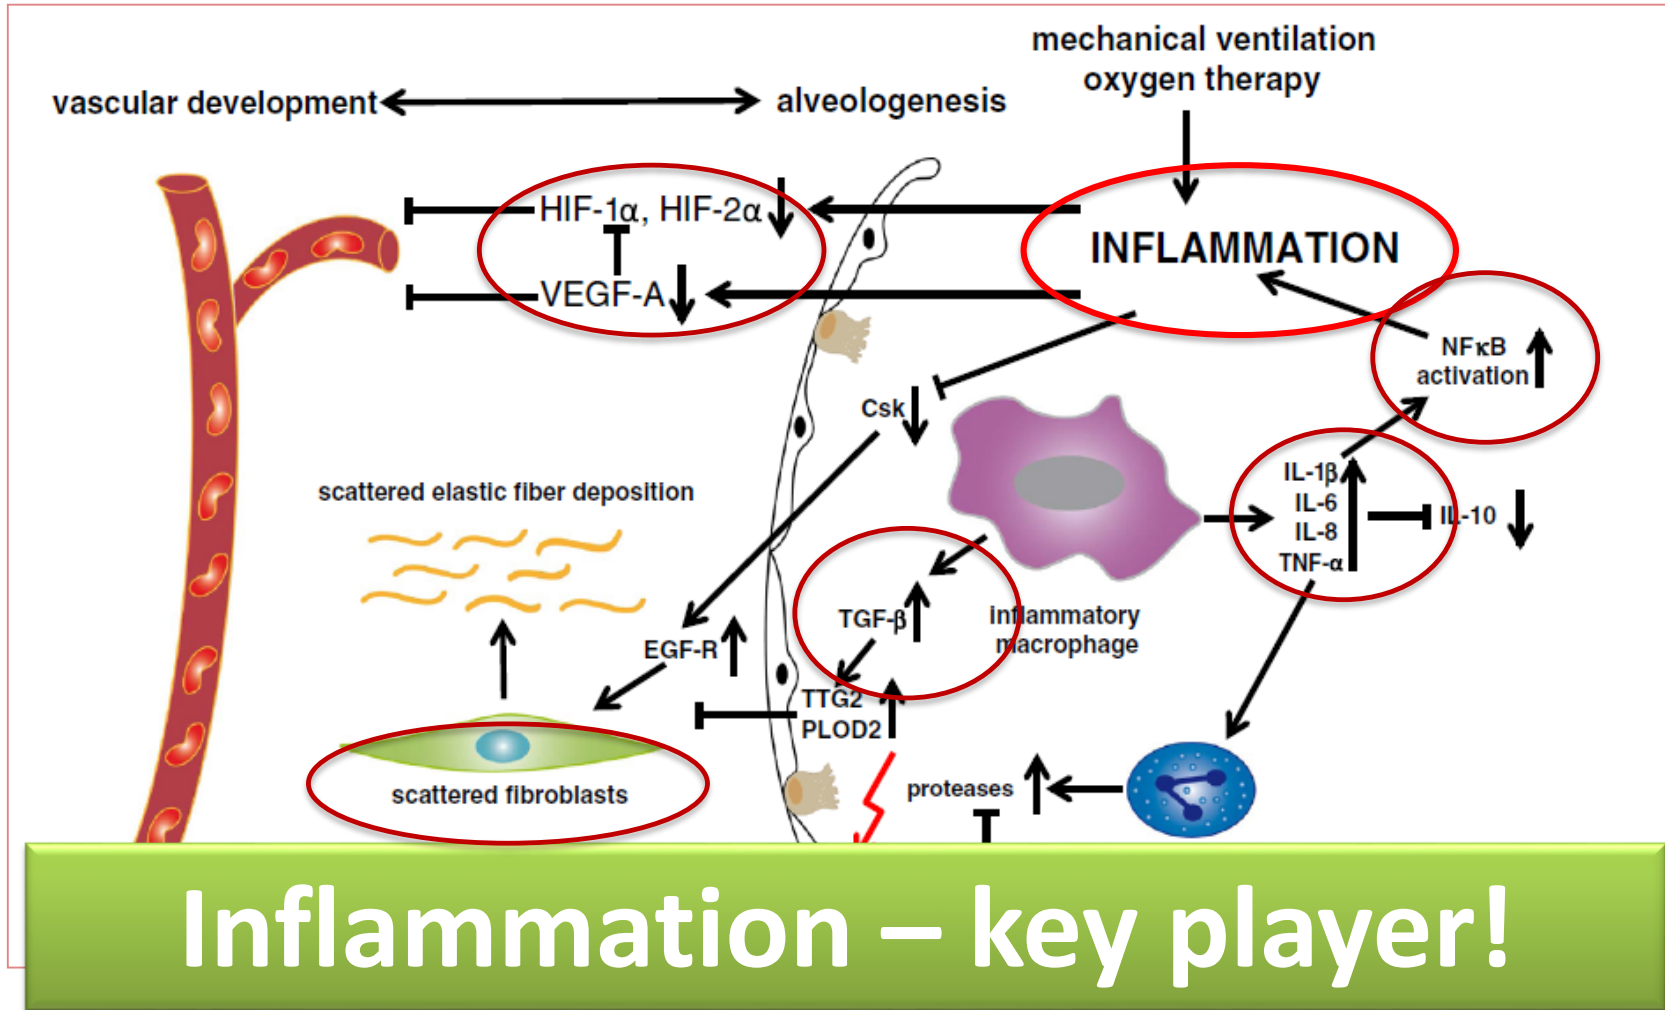 mechanical ventilation
oxygen therapy
vascular development
alveologenesis
HIF-1α, HIF-2α
INFLAMMATION
VEGF-A
NFκB
activation
Csk
IL-1β
IL-6
IL-8
TNF-α
IL-10
scattered elastic fiber deposition
TGF-β
inflammatory
macrophage
EGF-R
TTG2
PLOD2
proteases
scattered fibroblasts
Inflammation – key player!